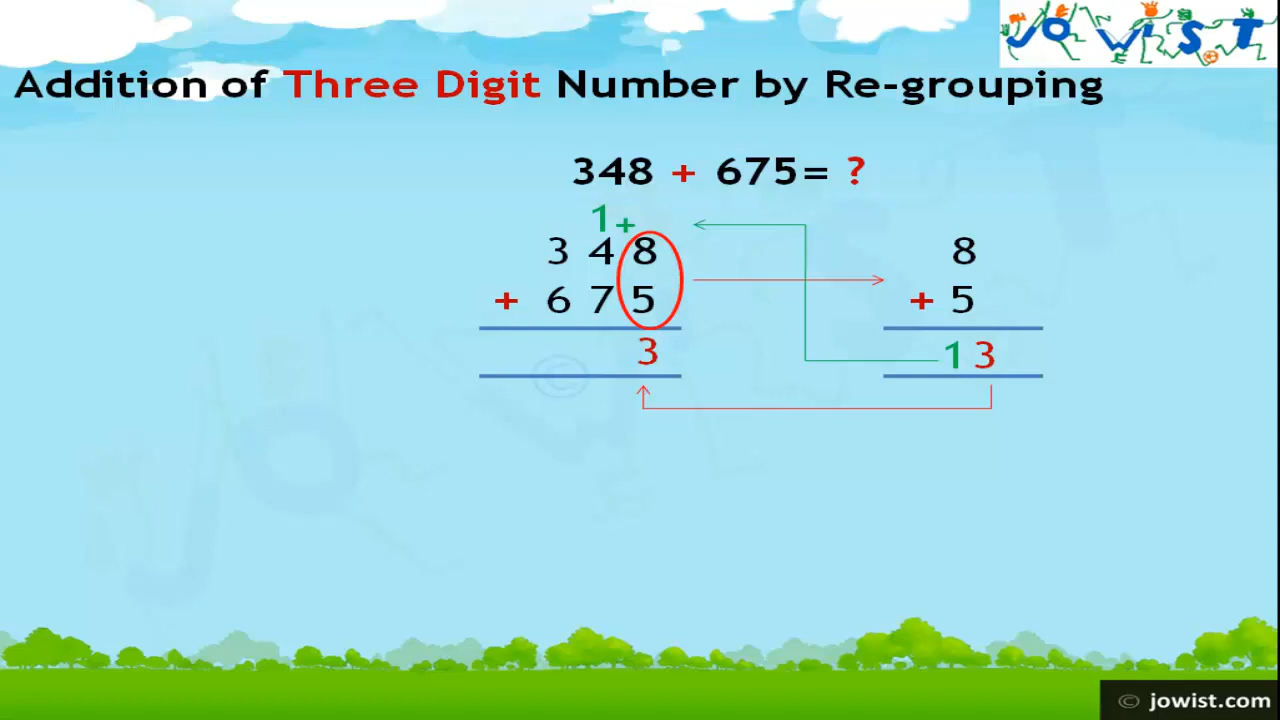 JOWIST
Addition of Three Digit Number by Re-grouping
348 + 675= ?
1+
3 4 8
+ 6 7 5
3
8
+ 5
1 3
©
© jowist.com